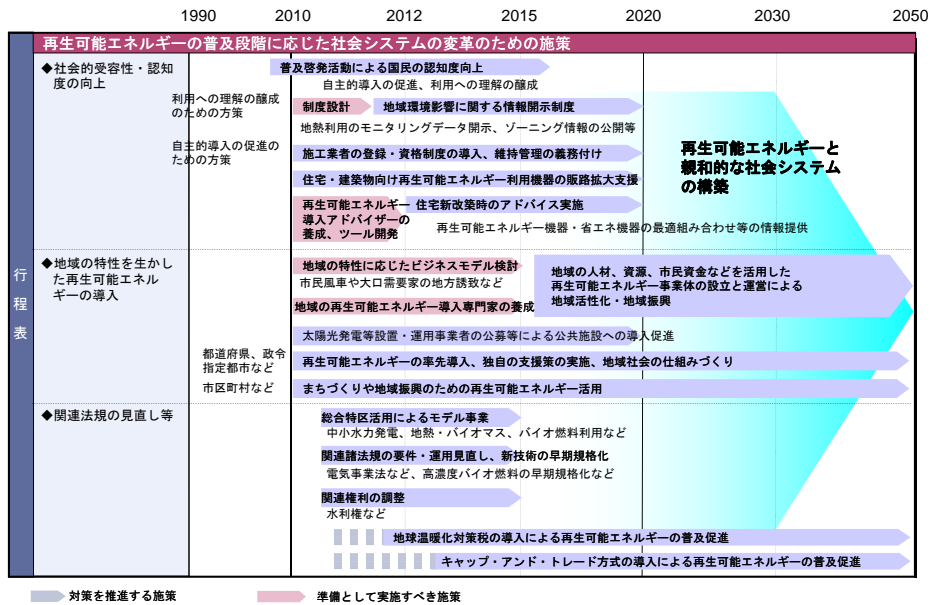 1990 2010 2012 2015 2020 2030 2050
再生可能エネルギーの普及段階に応じた社会システムの変革のための施策
行程表
◆社会的受容性・認知
度の向上
普及啓発活動による国民の認知度向上
自主的導入の促進、利用への理解の醸成
利用への理解の醸成
のための方策
制度設計
地域環境影響に関する情報開示制度
地熱利用のモニタリングデータ開示、ゾーニング情報の公開等
自主的導入の促進の
ための方策
施工業者の登録・資格制度の導入、維持管理の義務付け
住宅・建築物向け再生可能エネルギー利用機器の販路拡大支援
再生可能エネルギー
導入アドバイザーの
養成、ツール開発
住宅新改築時のアドバイス実施
再生可能エネルギー機器・省エネ機器の最適組み合わせ等の情報提供
再生可能エネルギーと
親和的な社会システム
の構築
◆地域の特性を生かし
た再生可能エネル
ギーの導入
地域の特性に応じたビジネスモデル検討
市民風車や大口需要家の地方誘致など
地域の再生可能エネルギー導入専門家の養成
地域の人材、資源、市民資金などを活用した
再生可能エネルギー事業体の設立と運営による
地域活性化・地域振興
太陽光発電等設置・運用事業者の公募等による公共施設への導入促進
都道府県、政令
指定都市など
再生可能エネルギーの率先導入、独自の支援策の実施、地域社会の仕組みづくり
市区町村など
まちづくりや地域振興のための再生可能エネルギー活用
◆関連法規の見直し等
総合特区活用によるモデル事業
中小水力発電、地熱・バイオマス、バイオ燃料利用など
関連諸法規の要件・運用見直し、新技術の早期規格化
電気事業法など、高濃度バイオ燃料の早期規格化など
関連権利の調整
水利権など
地球温暖化対策税の導入による再生可能エネルギーの普及促進
キャップ・アンド・トレード方式の導入による再生可能エネルギーの普及促進
対策を推進する施策
準備として実施すべき施策